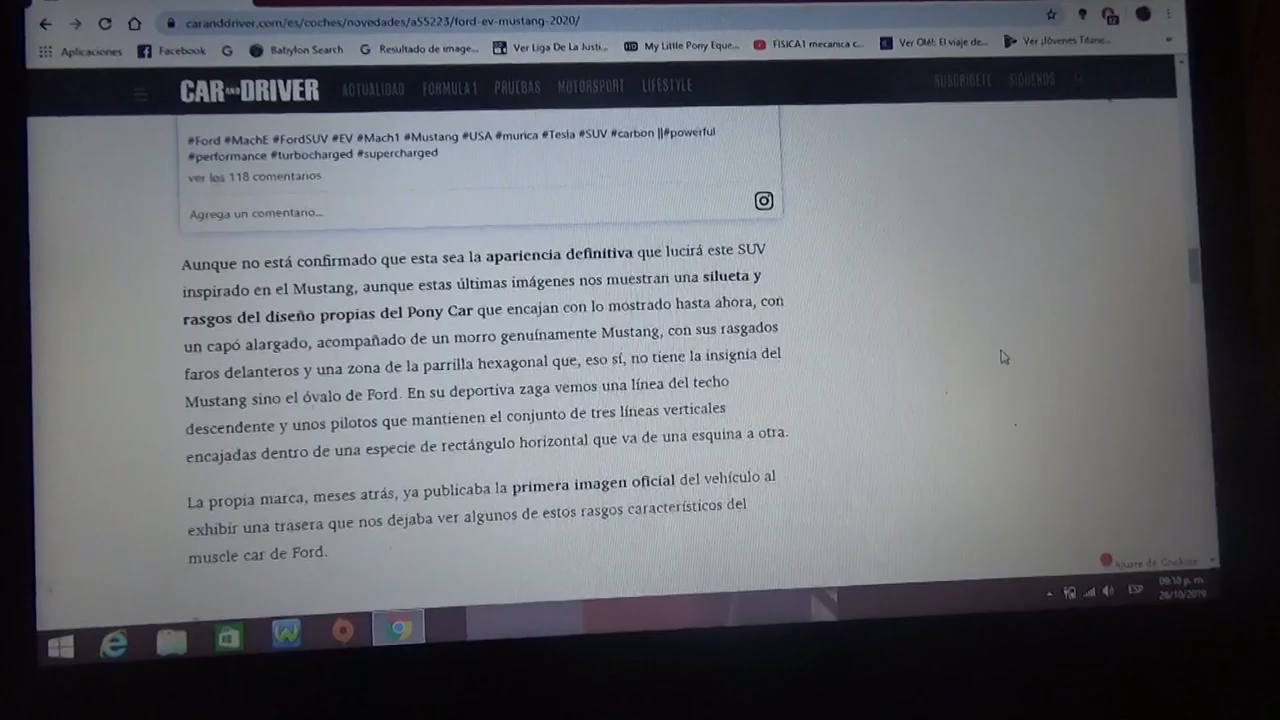 caranddriver.com/es/coches/novedades/a55223/ford-ev-mustang-2020/
Aplicaciones Facebook Babylon Search Resultado de image... Ver Liga De La Justi... My Little Pony Eque... FISICA1 mecanica c... Ver Olé!: El viaje de... Ver ¡Jóvenes Titane...
CAR AND DRIVER ACTUALIDAD FORMULA 1 PRUEBAS MOTORSPORT LIFESTYLE SUSCRÍBETE SÍGUENOS
#Ford #MachE #FordSUV #EV #Mach1 #Mustang #USA #murica #Tesla #SUV #carbon ||#powerful
#performance #turbocharged #supercharged
ver los 118 comentarios
Agrega un comentario...
Aunque no está confirmado que esta sea la apariencia definitiva que lucirá este SUV
inspirado en el Mustang, aunque estas últimas imágenes nos muestran una silueta y
rasgos del diseño propias del Pony Car que encajan con lo mostrado hasta ahora, con
un capó alargado, acompañado de un morro genuínamente Mustang, con sus rasgados
faros delanteros y una zona de la parrilla hexagonal que, eso sí, no tiene la insignia del
Mustang sino el óvalo de Ford. En su deportiva zaga vemos una línea del techo
descendente y unos pilotos que mantienen el conjunto de tres líneas verticales
encajadas dentro de una especie de rectángulo horizontal que va de una esquina a otra.
La propia marca, meses atrás, ya publicaba la primera imagen oficial del vehículo al
exhibir una trasera que nos dejaba ver algunos de estos rasgos característicos del
muscle car de Ford.
Ajuste de Cookies
ESP
09:10 p. m.
28/10/2019